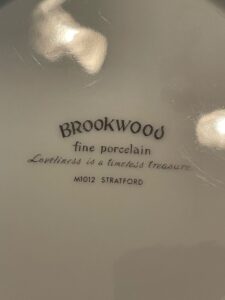 BROOKWOOD
fine porcelain
Loveliness is a timeless treasure
M1012 STRATFORD